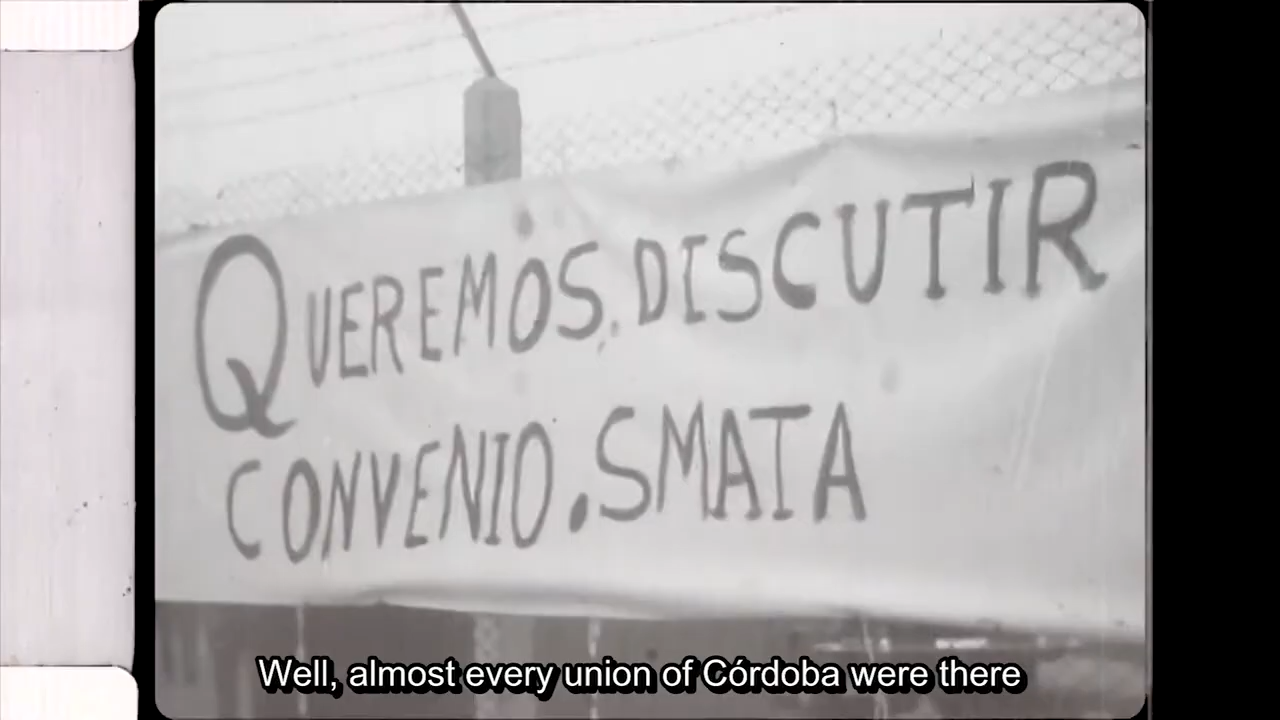 QUEREMOS DISCUTIR
CONVENIO. SMATA
Well, almost every union of Córdoba were there